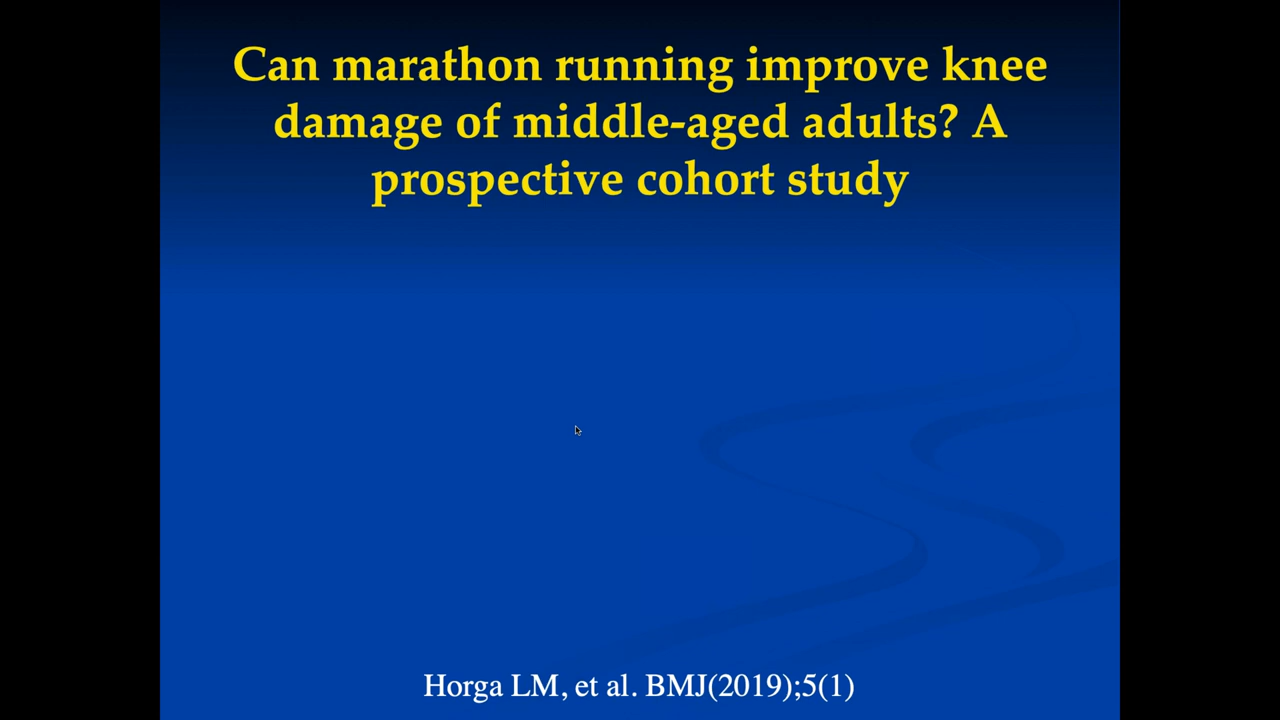 Can marathon running improve knee
damage of middle-aged adults? A
prospective cohort study
Horga LM, et al. BMJ(2019);5(1)